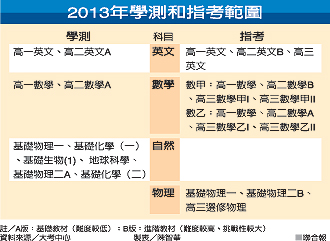 2013年學測和指考範圍
學測 科目 指考
高一英文、高二英文A 英文 高一英文、高二英文B、高三
英文
高一數學、高二數學A 數學 數甲：高一數學、高二數學B
、高三數學甲I、高三數學甲II
數乙：高一數學、高二數學A
、高三數學乙I、高三數學乙II
基礎物理一、基礎化學（一） 自然
、基礎生物(1)、地球科學、
基礎物理二A、基礎化學（二）
物理 基礎物理一、基礎物理二B、
高三選修物理
註／A版：基礎教材（難度較低）；B版：進階教材（難度較高、挑戰性較大）
資料來源／大考中心 製表／陳智華 ■聯合報